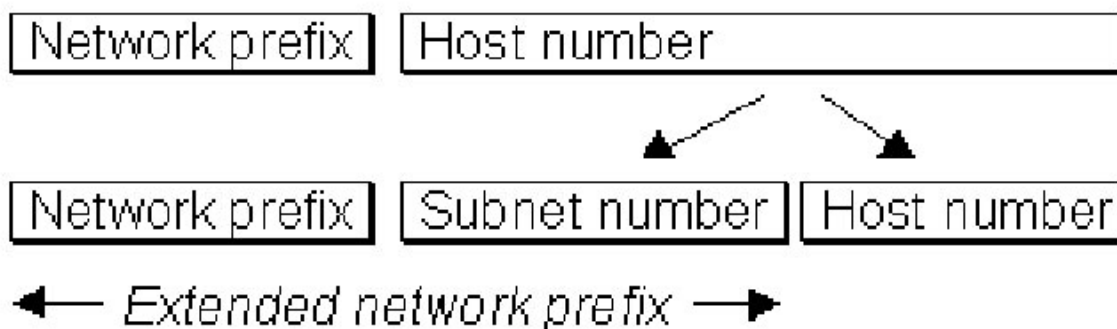 Network prefix Host number
Network prefix Subnet number Host number
Extended network prefix